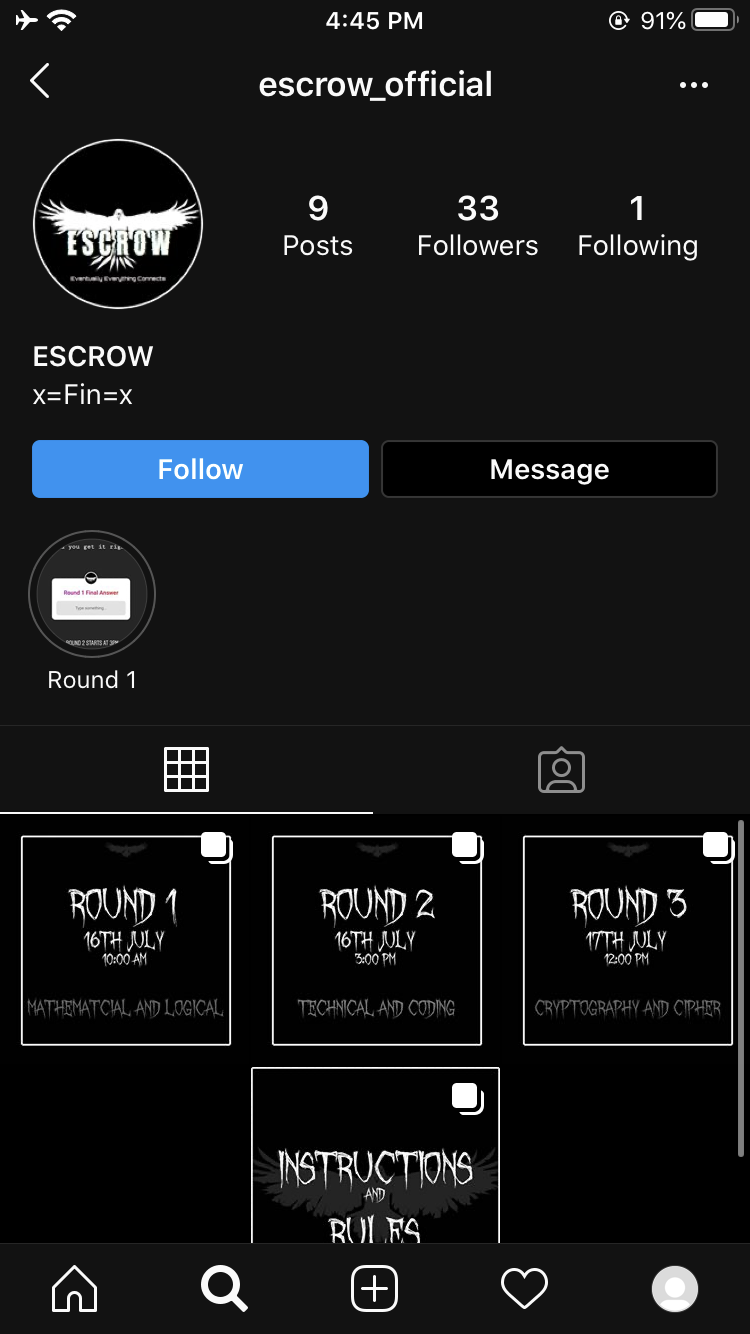 4:45 PM
91%
escrow_official
ESCROW
Eventually Everything Connects
9
Posts
33
Followers
1
Following
ESCROW
x=Fin=x
Follow
Message
you get it
Round 1 Final Answer
Type something...
ROUND 2 STARTS AT 3PM
Round 1
ROUND 1
16TH JULY
10:00 AM
MATHEMATCIAL AND LOGICAL
ROUND 2
16TH JULY
3:00 PM
TECHNICAL AND CODING
ROUND 3
17TH JULY
12:00 PM
CRYPTOGRAPHY AND CIPHER
INSTRUCTIONS
AND
RULES